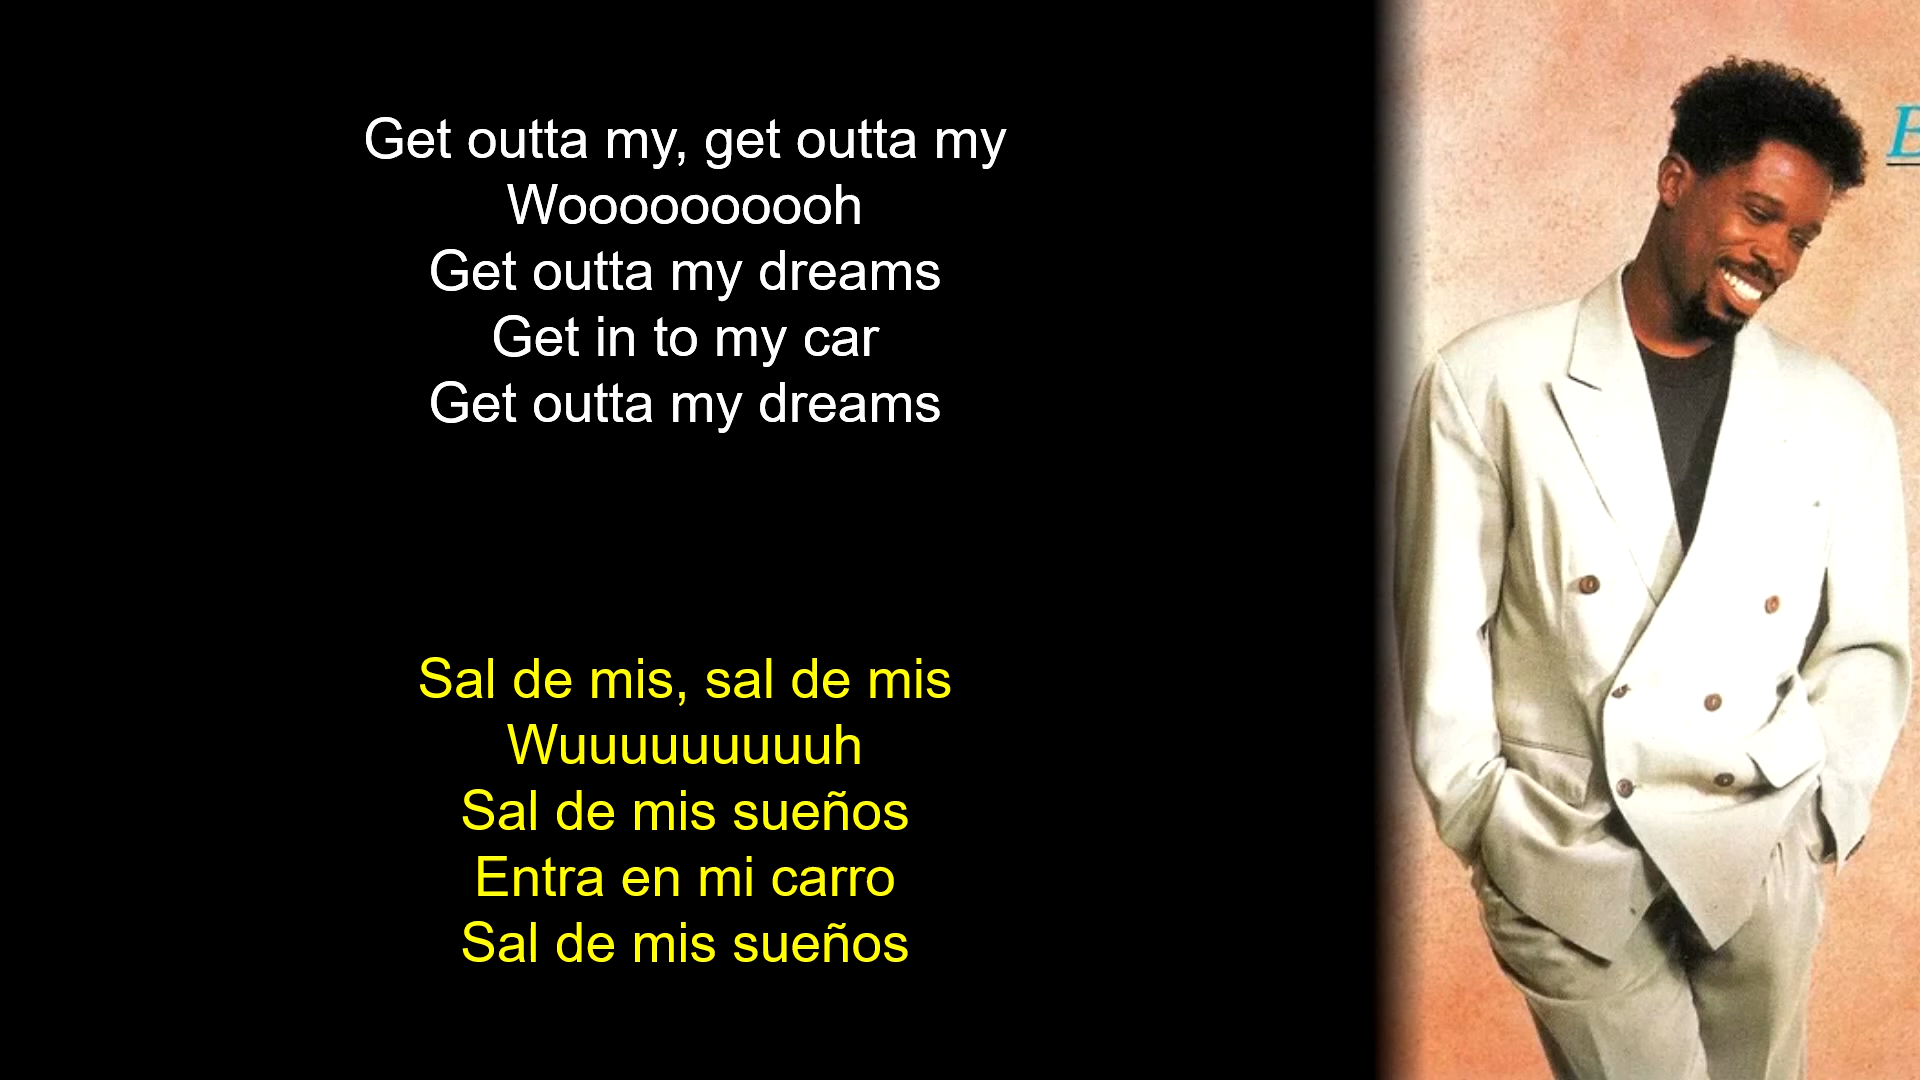 Get outta my, get outta my
Woooooooooh
Get outta my dreams
Get in to my car
Get outta my dreams
Sal de mis, sal de mis
Wuuuuuuuuuh
Sal de mis sueños
Entra en mi carro
Sal de mis sueños